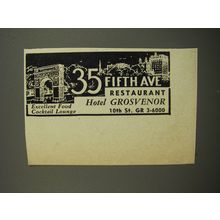 35 FIFTH AVE
RESTAURANT
Hotel GROSVENOR
10th St. GR 3-6000
Excellent Food
Cocktail Lounge